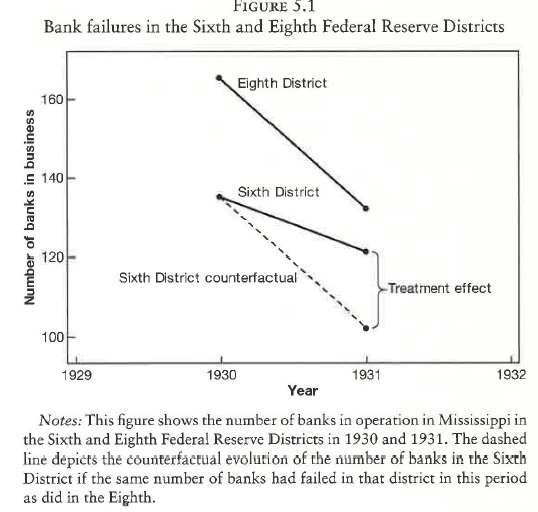 FIGURE 5.1
Bank failures in the Sixth and Eighth Federal Reserve Districts
Number of banks in business
160
140
120
100
Eighth District
Sixth District
Sixth District counterfactual
Treatment effect
1929
1930
1931
1932
Year
Notes: This figure shows the number of banks in operation in Mississippi in
the Sixth and Eighth Federal Reserve Districts in 1930 and 1931. The dashed
line depicts the counterfactual evolution of the number of banks in the Sixth
District if the same number of banks had failed in that district in this period
as did in the Eighth.